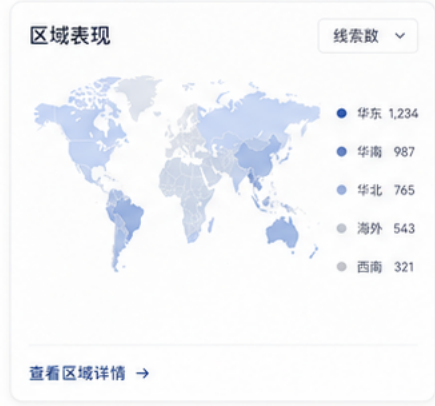 区域表现
线索数
华东 1,234
华南 987
华北 765
海外 543
西南 321
查看区域详情 →